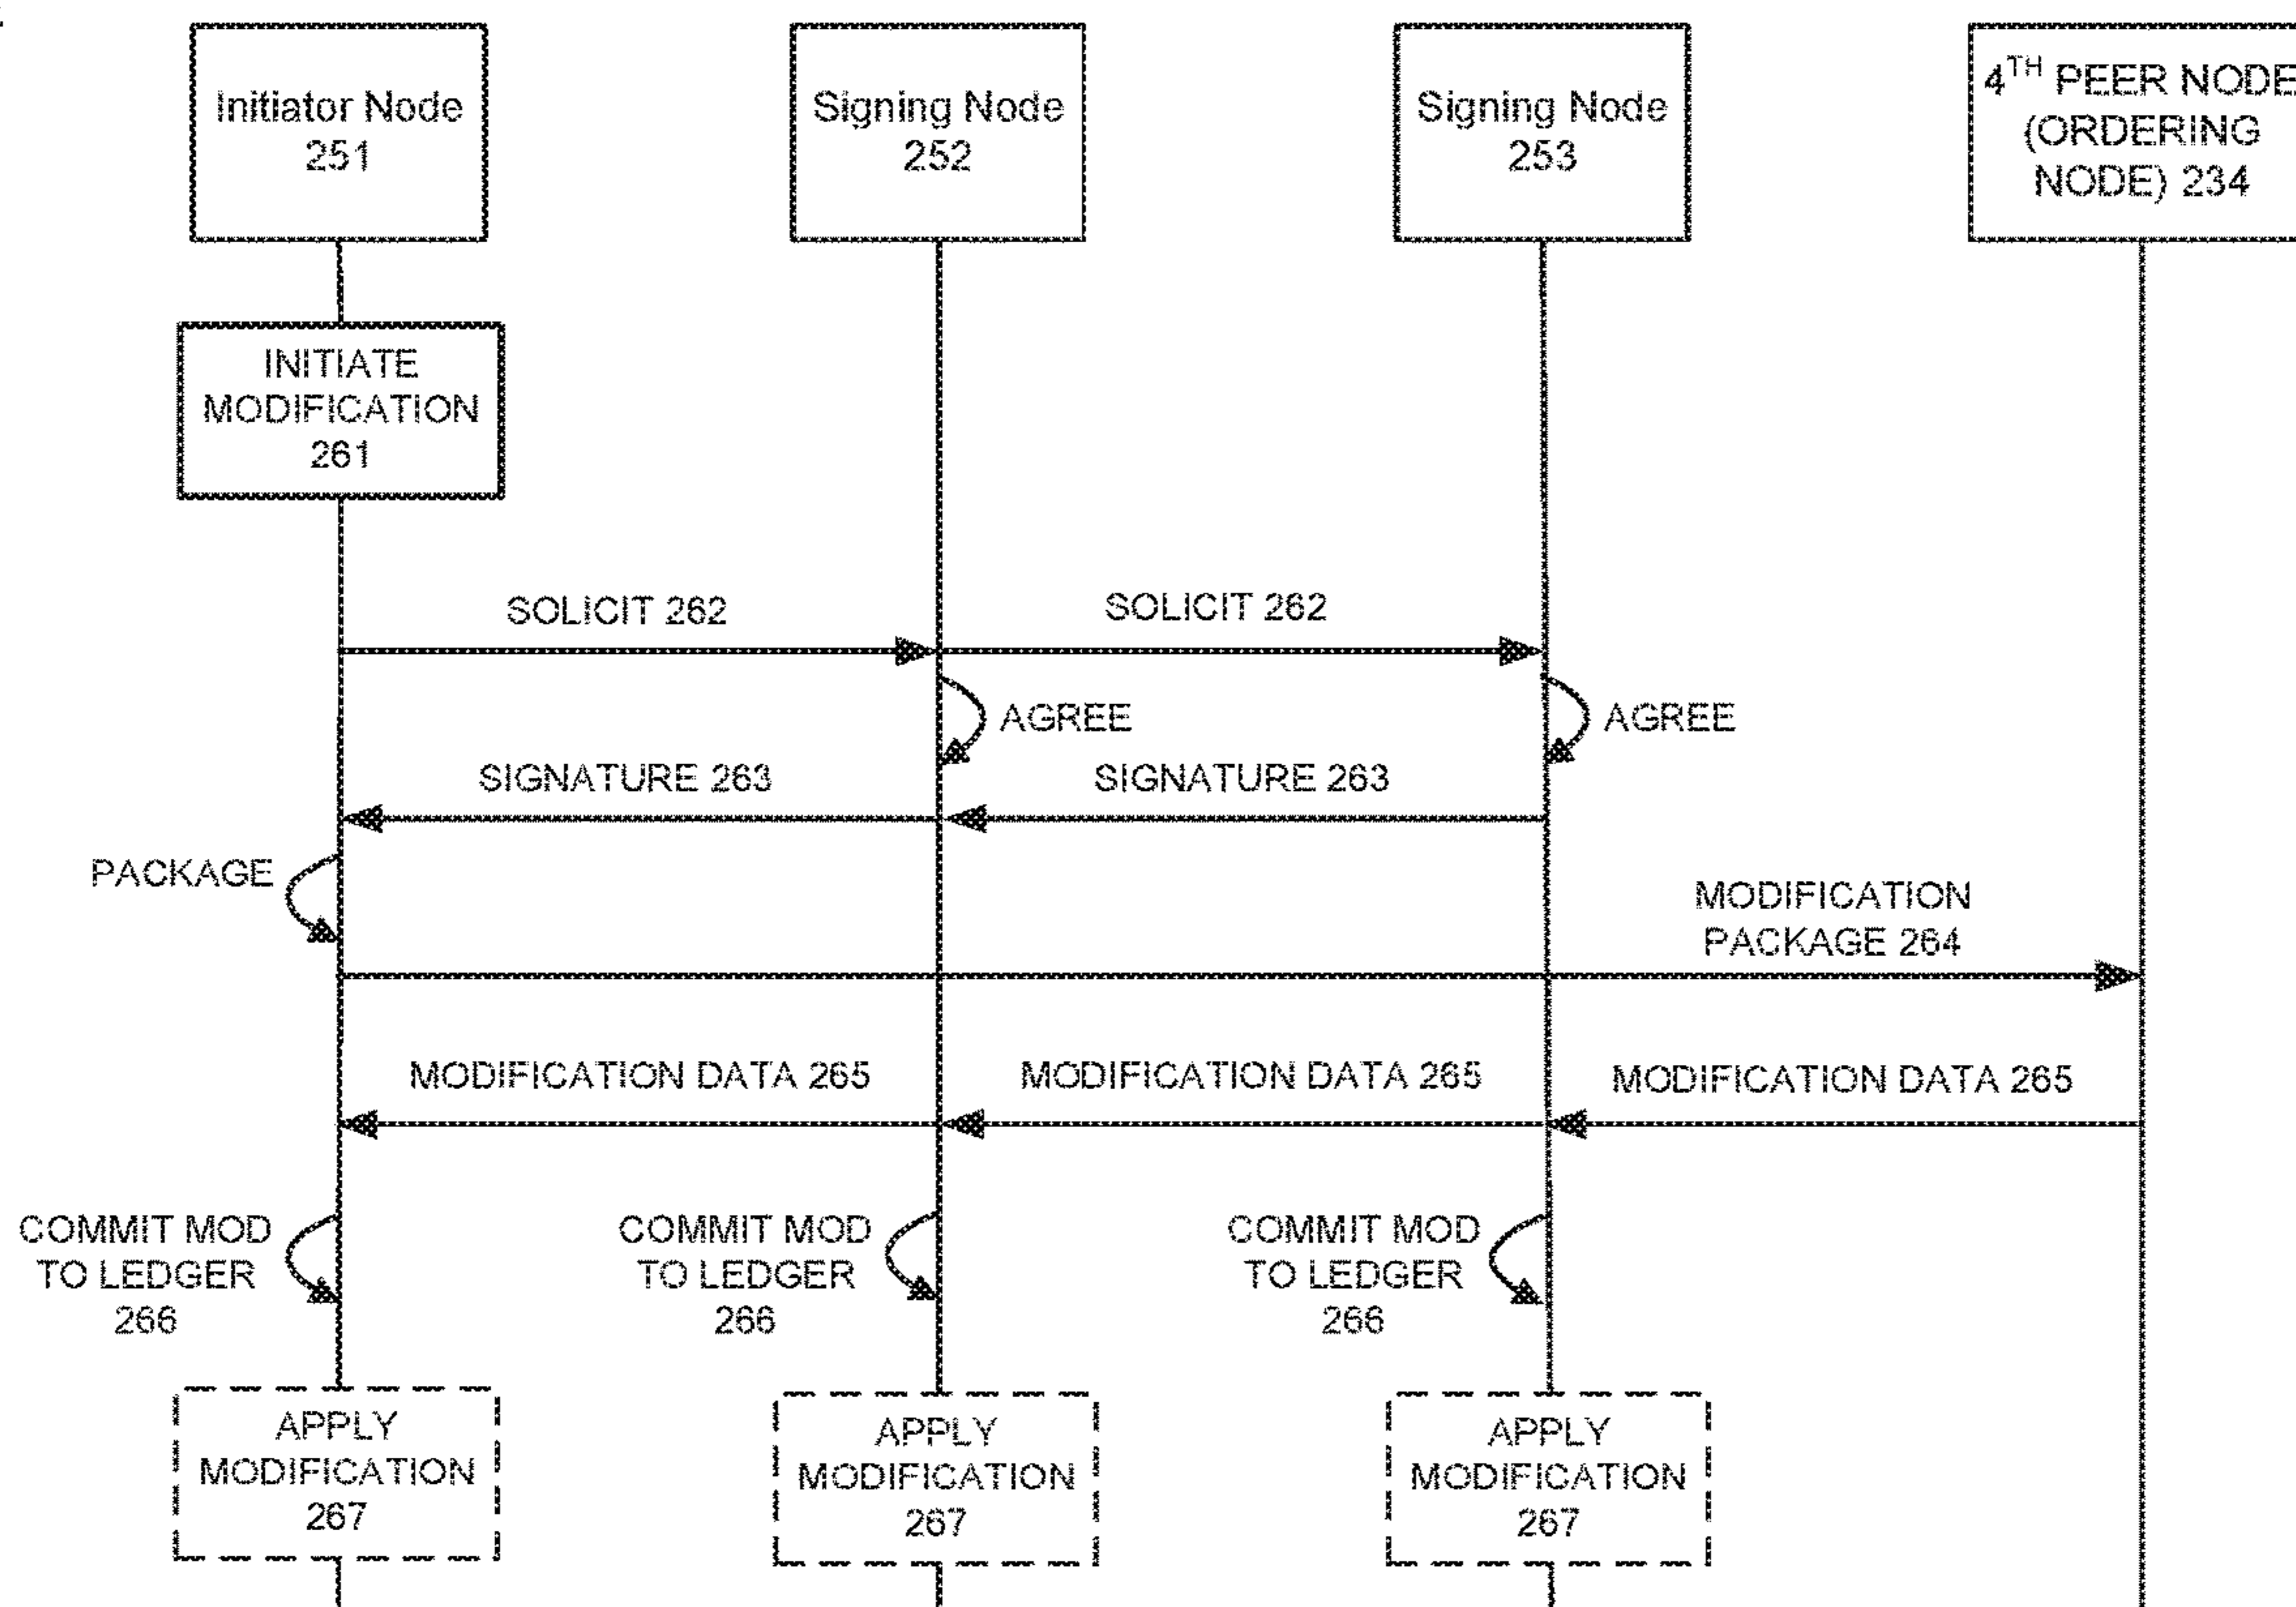 Initiator Node
251
Signing Node
252
Signing Node
253
4TH PEER NODE
(ORDERING
NODE) 234
INITIATE
MODIFICATION
261
SOLICIT 262
SOLICIT 262
AGREE
AGREE
SIGNATURE 263
SIGNATURE 263
PACKAGE
MODIFICATION
PACKAGE 264
MODIFICATION DATA 265
MODIFICATION DATA 265
MODIFICATION DATA 265
COMMIT MOD
TO LEDGER
266
COMMIT MOD
TO LEDGER
266
COMMIT MOD
TO LEDGER
266
APPLY
MODIFICATION
267
APPLY
MODIFICATION
267
APPLY
MODIFICATION
267